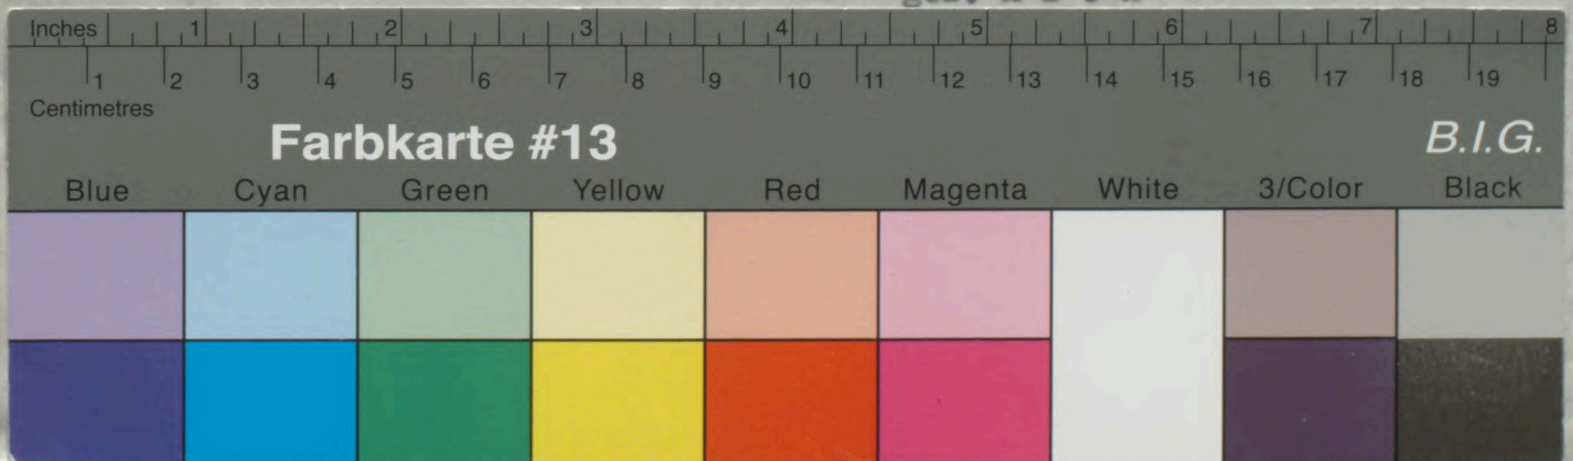 Inches 1 2 3 4 5 6 7 8
1 2 3 4 5 6 7 8 9 10 11 12 13 14 15 16 17 18 19
Centimetres
Farbkarte #13 B.I.G.
Blue Cyan Green Yellow Red Magenta White 3/Color Black